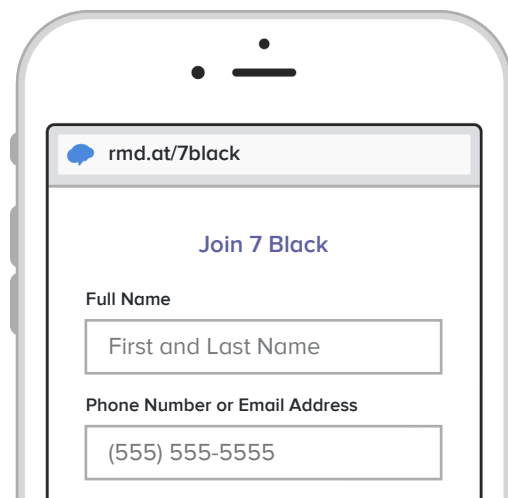 rmd.at/7black
Join 7 Black
Full Name
First and Last Name
Phone Number or Email Address
(555) 555-5555